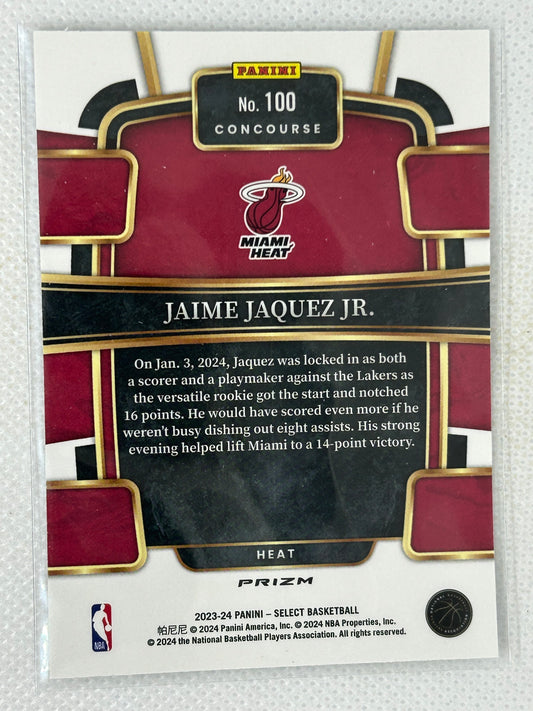 PANINI
No. 100
CONCOURSE
MIAMI
HEAT
JAIME JAQUEZ JR.
On Jan. 3, 2024, Jaquez was locked in as both
a scorer and a playmaker against the Lakers as
the versatile rookie got the start and notched
16 points. He would have scored even more if he
weren't busy dishing out eight assists. His strong
evening helped lift Miami to a 14-point victory.
HEAT
PRIZM
2023-24 PANINI – SELECT BASKETBALL
帕尼尼 © 2024 Panini America, Inc. © 2024 NBA Properties, Inc.
© 2024 the National Basketball Players Association. All rights reserved.
NBA